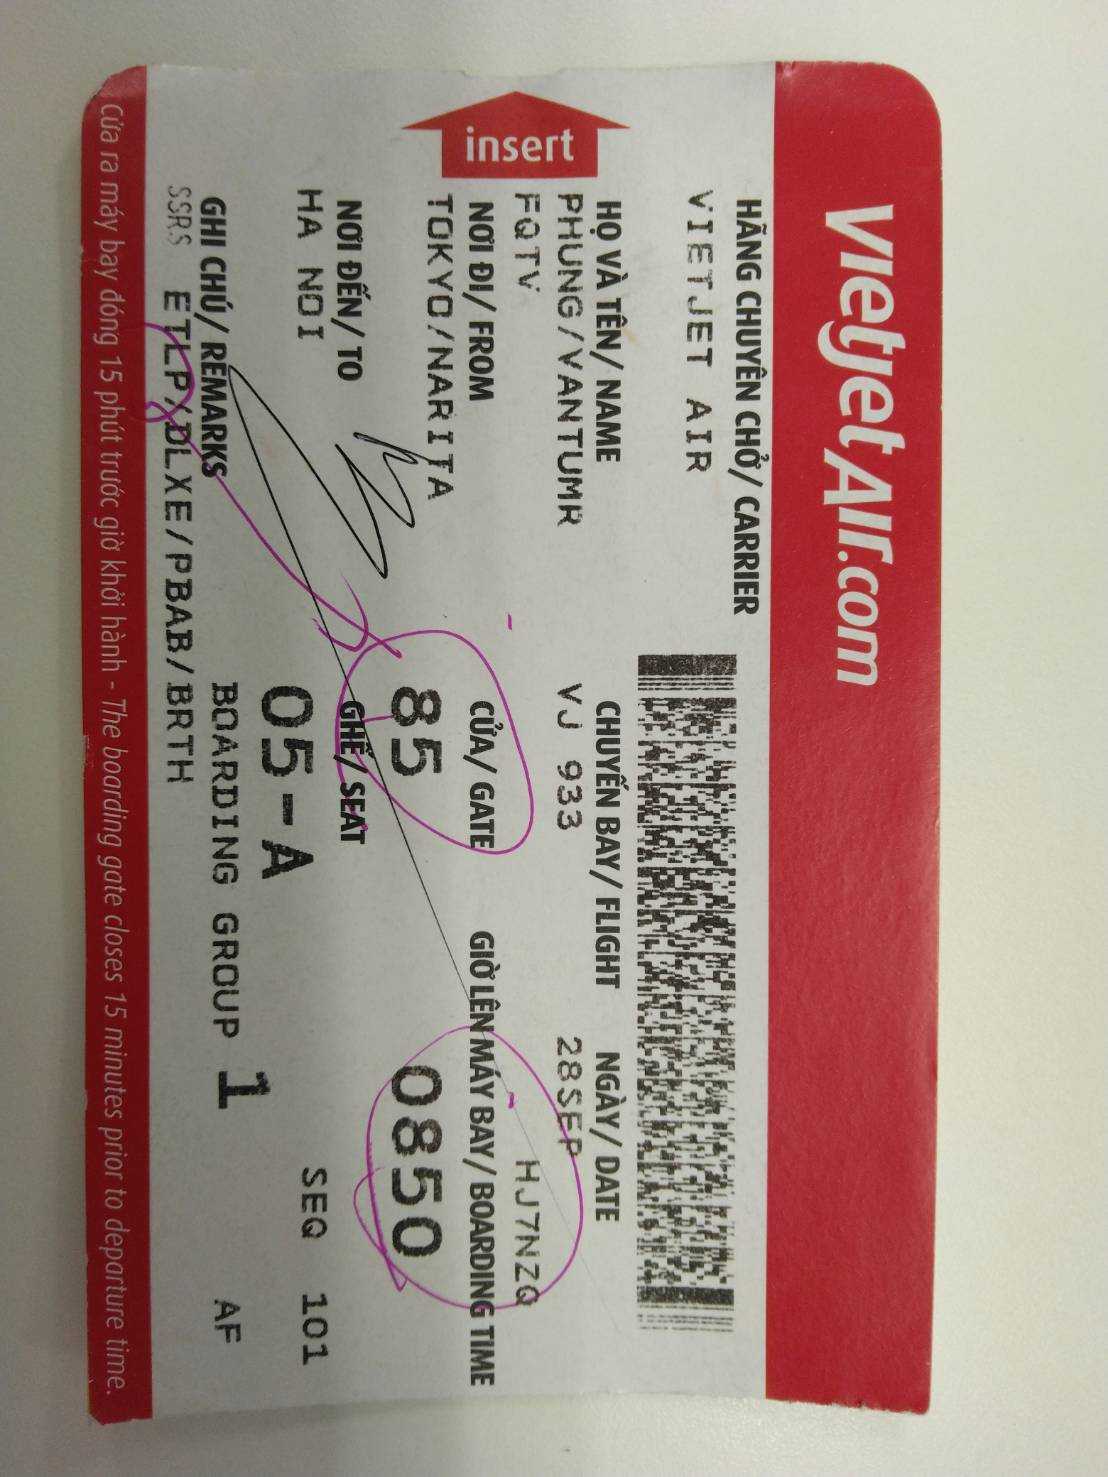 vietjetAir.com
HÃNG CHUYÊN CHỞ/ CARRIER
VIETJET AIR
insert
HỌ VÀ TÊN/ NAME CHUYẾN BAY/ FLIGHT NGÀY/ DATE
PHUNG/VANTUMR VJ 933 28SEP
FQTV HJ7NZQ
NƠI ĐI/ FROM CỬA/ GATE GIỜ LÊN MÁY BAY/ BOARDING TIME
TOKYO/NARITA 85 0850
NƠI ĐẾN/ TO GHẾ/ SEAT
HA NOI 05-A SEQ 101
GHI CHÚ/ REMARKS BOARDING GROUP 1 AF
SSRS ETLP/DLXE/PBAB/BRTH
Cửa ra máy bay đóng 15 phút trước giờ khởi hành - The boarding gate closes 15 minutes prior to departure time.